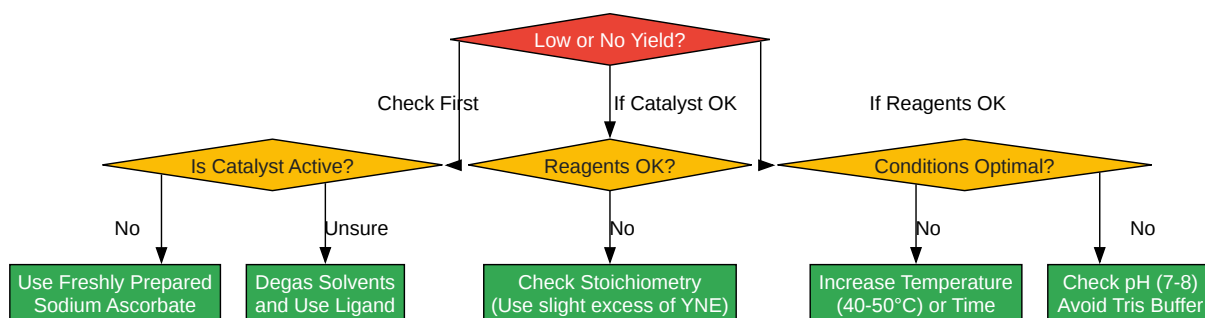 Low or No Yield?
Check First
If Catalyst OK
If Reagents OK
Is Catalyst Active?
Reagents OK?
Conditions Optimal?
No
Unsure
No
No
No
Use Freshly Prepared
Sodium Ascorbate
Degas Solvents
and Use Ligand
Check Stoichiometry
(Use slight excess of YNE)
Increase Temperature
(40-50°C) or Time
Check pH (7-8)
Avoid Tris Buffer